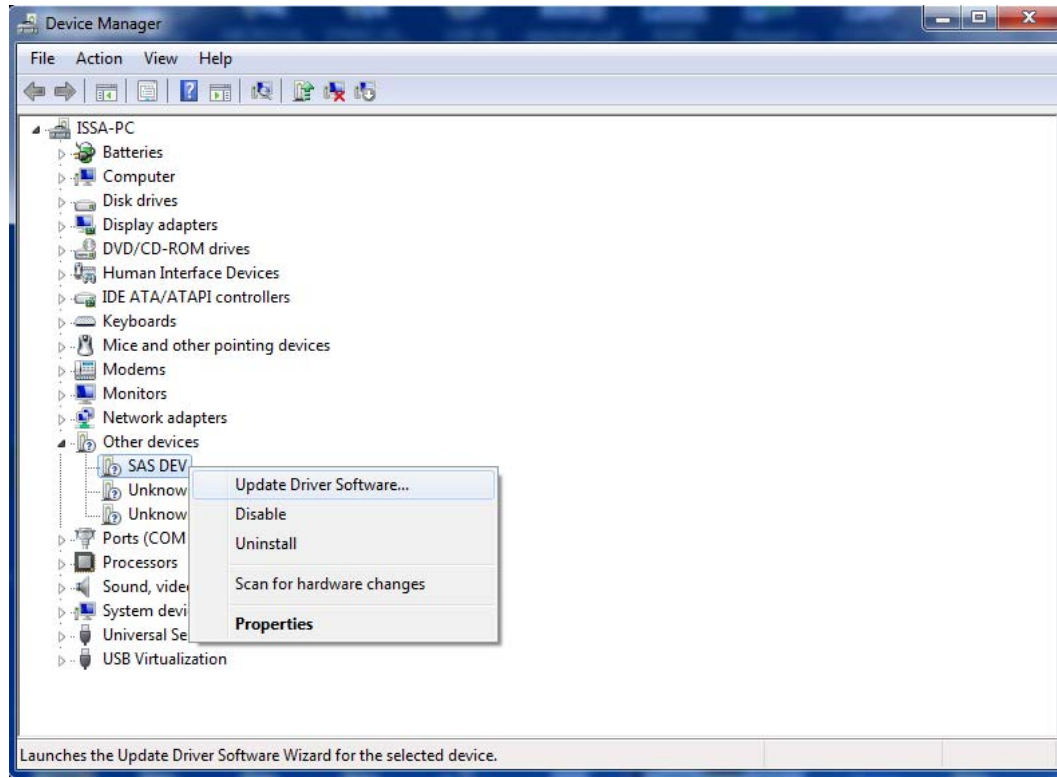 Device Manager
File Action View Help
ISSA-PC
Batteries
Computer
Disk drives
Display adapters
DVD/CD-ROM drives
Human Interface Devices
IDE ATA/ATAPI controllers
Keyboards
Mice and other pointing devices
Modems
Monitors
Network adapters
Other devices
SAS DEV
Unknow
Unknow
Ports (COM
Processors
Sound, vide
System devi
Universal Se
USB Virtualization
Update Driver Software...
Disable
Uninstall
Scan for hardware changes
Properties
Launches the Update Driver Software Wizard for the selected device.